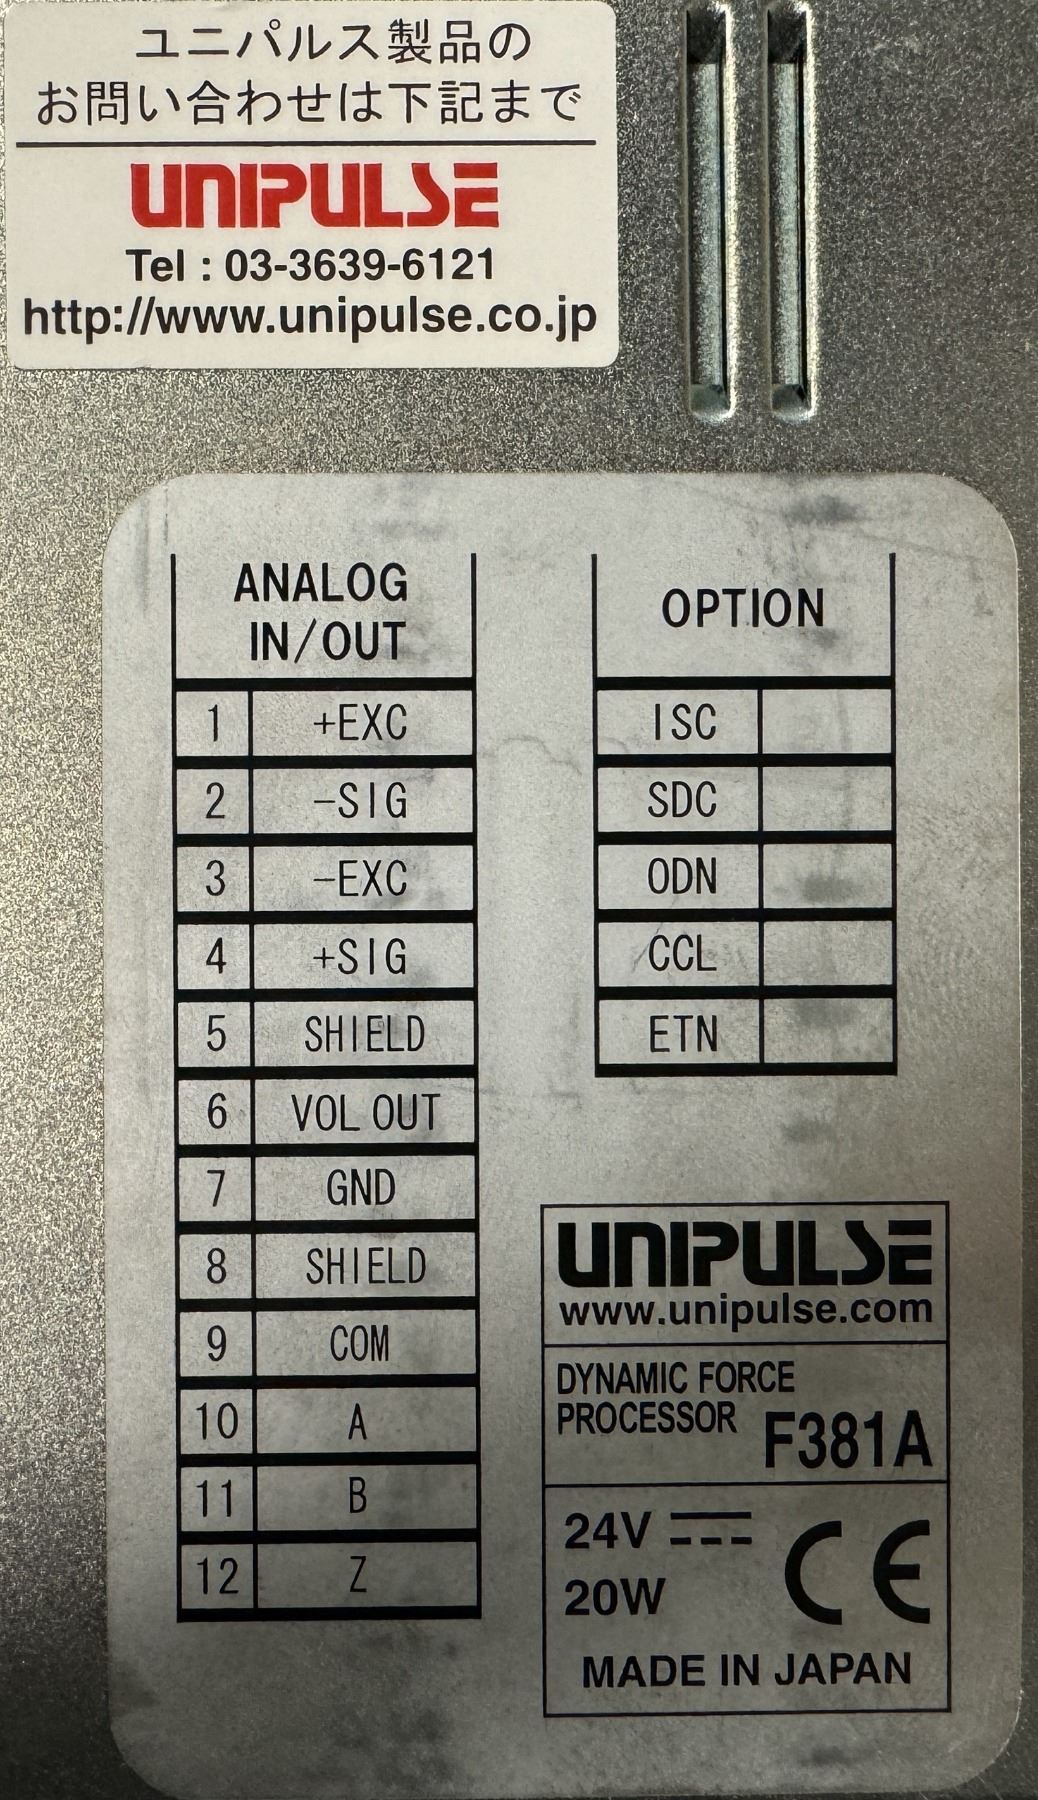 ユニパルス製品の
お問い合わせは下記まで
UNIPULSE
Tel : 03-3639-6121
http://www.unipulse.co.jp
ANALOG
IN/OUT
1 +EXC
2 -SIG
3 -EXC
4 +SIG
5 SHIELD
6 VOL OUT
7 GND
8 SHIELD
9 COM
10 A
11 B
12 Z
OPTION
ISC
SDC
ODN
CCL
ETN
UNIPULSE
www.unipulse.com
DYNAMIC FORCE
PROCESSOR F381A
24V
20W
CE
MADE IN JAPAN